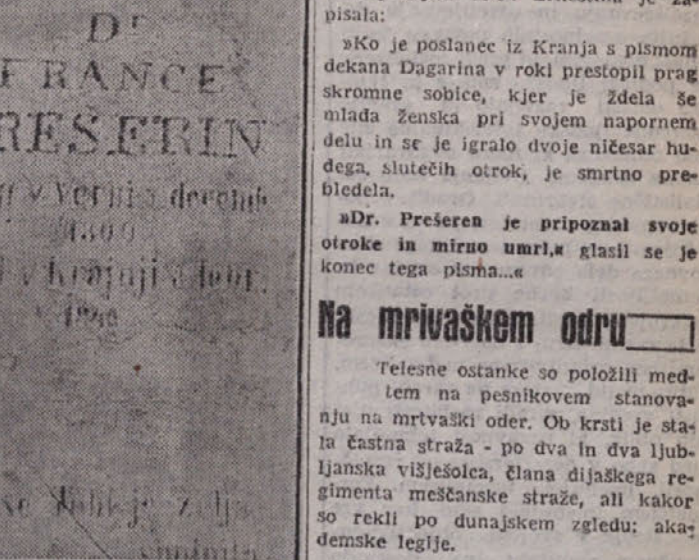 Dr
FRANCE
REŠERIN
1800
pisala:
»Ko je poslanec iz Kranja s pismom
dekana Dagarina v roki prestopil prag
skromne sobice, kjer je ždela še
mlada ženska pri svojem napornem
delu in se je igralo dvoje ničesar hu-
dega, slutečih otrok, je smrtno pre-
bledela.
»Dr. Prešeren je pripoznal svoje
otroke in mirno umrl,« glasil se je
konec tega pisma...«
Na mrivaškem odru
Telesne ostanke so položili med-
tem na pesnikovem stanova-
nju na mrtvaški oder. Ob krsti je sta-
la častna straža - po dva in dva ljub-
ljanska višješolca, člana dijaškega re-
gimenta meščanske straže, ali kakor
so rekli po dunajskem zgledu: aka-
demske legije.